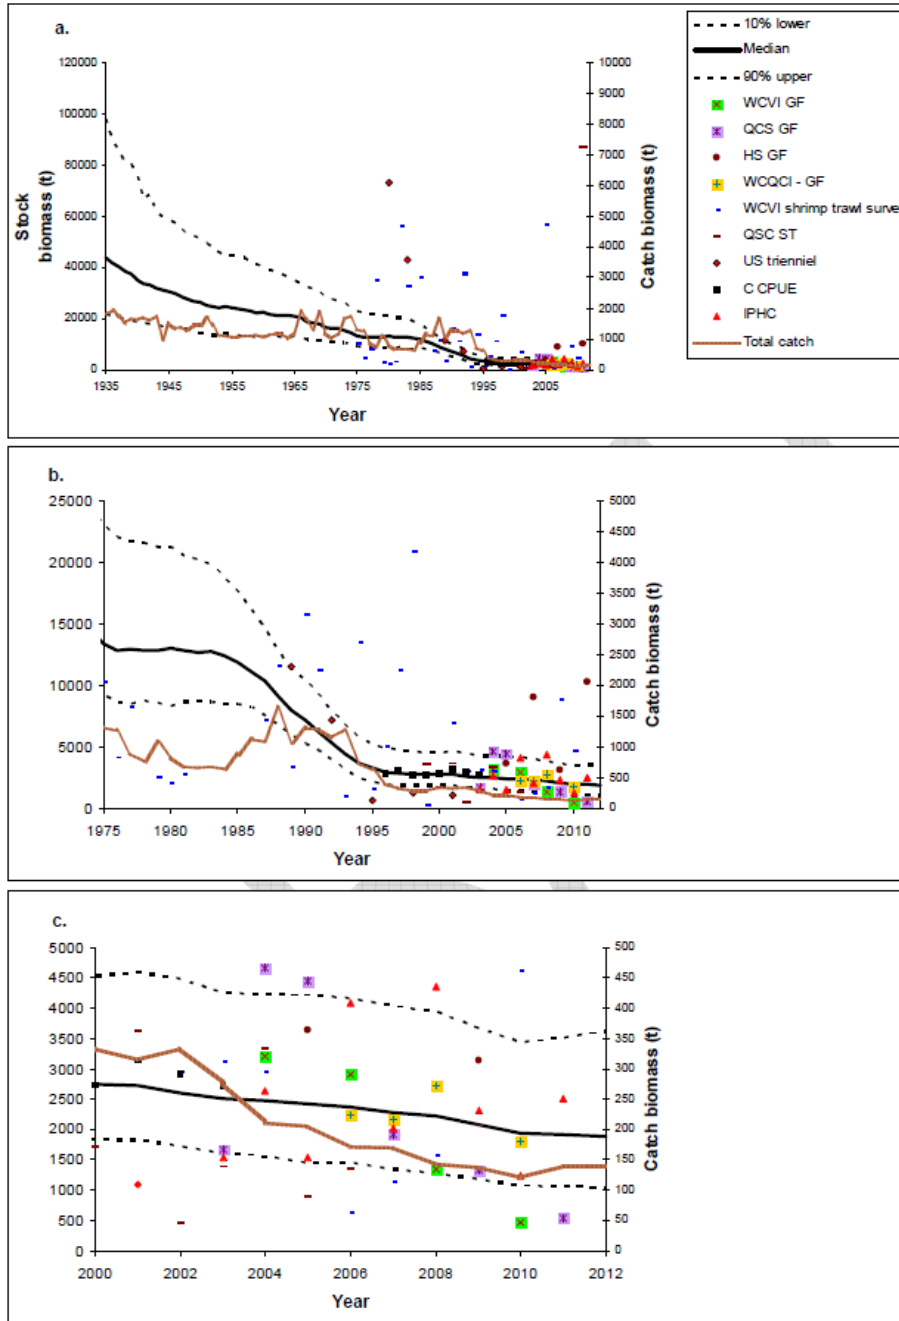 a.
120000
100000
80000
60000
40000
20000
0
Stock
biomass (t)
10000
9000
8000
7000
6000
5000
4000
3000
2000
1000
0
Catch biomass (t)
1935 1945 1955 1965 1975 1985 1995 2005
Year
10% lower
Median
90% upper
WCVI GF
QCS GF
HS GF
WCQCI - GF
WCVI shrimp trawl surve
QSC ST
US trienniel
C CPUE
IPHC
Total catch
b.
25000
20000
15000
10000
5000
0
5000
4500
4000
3500
3000
2500
2000
1500
1000
500
0
Catch biomass (t)
1975 1980 1985 1990 1995 2000 2005 2010
Year
c.
5000
4500
4000
3500
3000
2500
2000
1500
1000
500
0
500
450
400
350
300
250
200
150
100
50
0
Catch biomass (t)
2000 2002 2004 2006 2008 2010 2012
Year